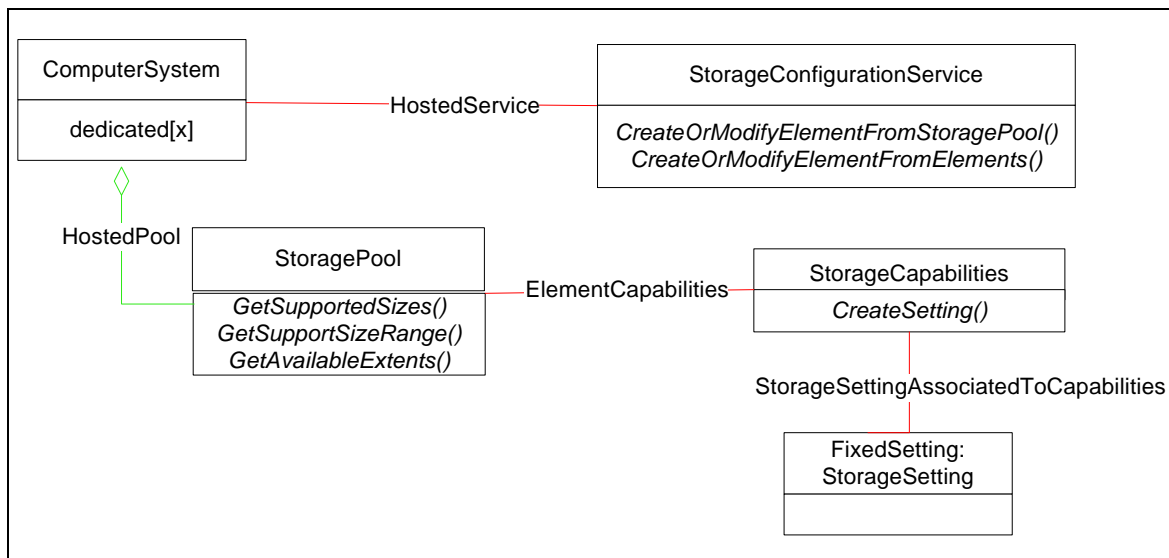 ComputerSystem
dedicated[x]
HostedService
StorageConfigurationService
CreateOrModifyElementFromStoragePool()
CreateOrModifyElementFromElements()
HostedPool
StoragePool
GetSupportedSizes()
GetSupportSizeRange()
GetAvailableExtents()
ElementCapabilities
StorageCapabilities
CreateSetting()
StorageSettingAssociatedToCapabilities
FixedSetting:
StorageSetting